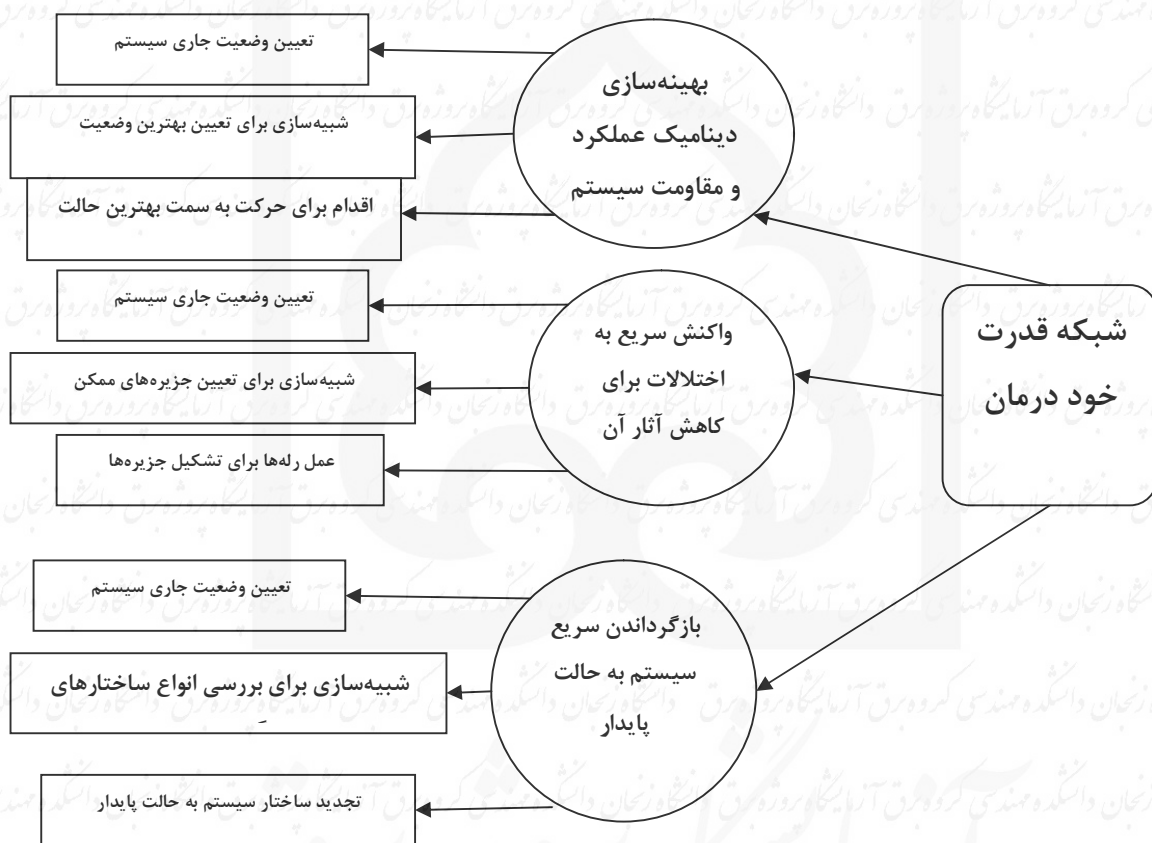 شبکه قدرت
خود درمان
بهینه‌سازی
دینامیک عملکرد
و مقاومت سیستم
تعیین وضعیت جاری سیستم
شبیه‌سازی برای تعیین بهترین وضعیت
اقدام برای حرکت به سمت بهترین حالت
واکنش سریع به
اختلالات برای
کاهش آثار آن
تعیین وضعیت جاری سیستم
شبیه‌سازی برای تعیین جزیره‌های ممکن
عمل رله‌ها برای تشکیل جزیره‌ها
بازگرداندن سریع
سیستم به حالت
پایدار
تعیین وضعیت جاری سیستم
شبیه‌سازی برای بررسی انواع ساختارهای
تجدید ساختار سیستم به حالت پایدار